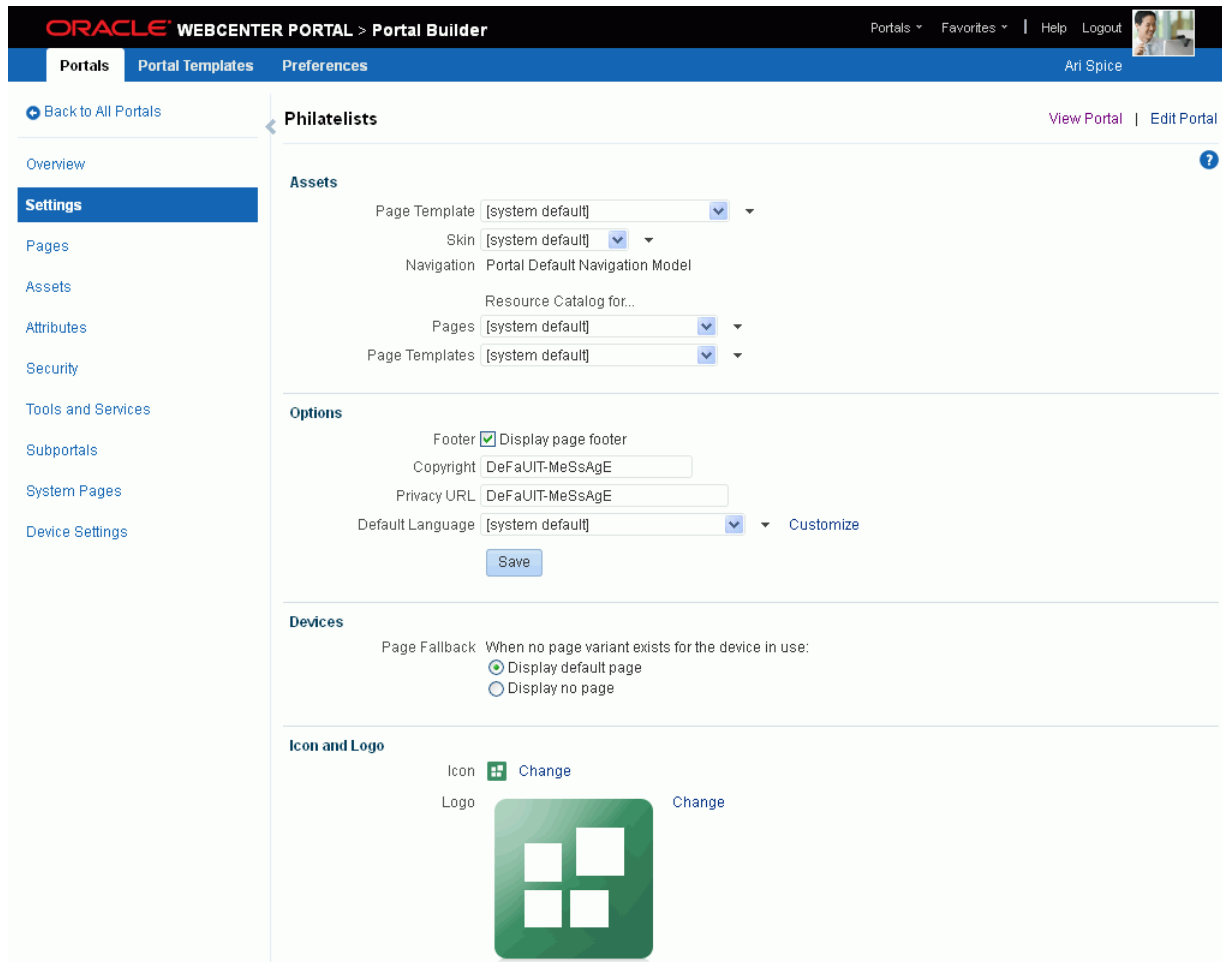 ORACLE WEBCENTER PORTAL > Portal Builder
Portals Favorites | Help Logout
Portals Portal Templates Preferences Ari Spice
Back to All Portals
Philatelists View Portal | Edit Portal
Overview
Settings
Pages
Assets
Attributes
Security
Tools and Services
Subportals
System Pages
Device Settings
?
Assets
Page Template [system default]
Skin [system default]
Navigation Portal Default Navigation Model
Resource Catalog for...
Pages [system default]
Page Templates [system default]
Options
Footer Display page footer
Copyright DeFaUIT-MeSsAgE
Privacy URL DeFaUIT-MeSsAgE
Default Language [system default] Customize
Save
Devices
Page Fallback When no page variant exists for the device in use:
Display default page
Display no page
Icon and Logo
Icon Change
Logo Change